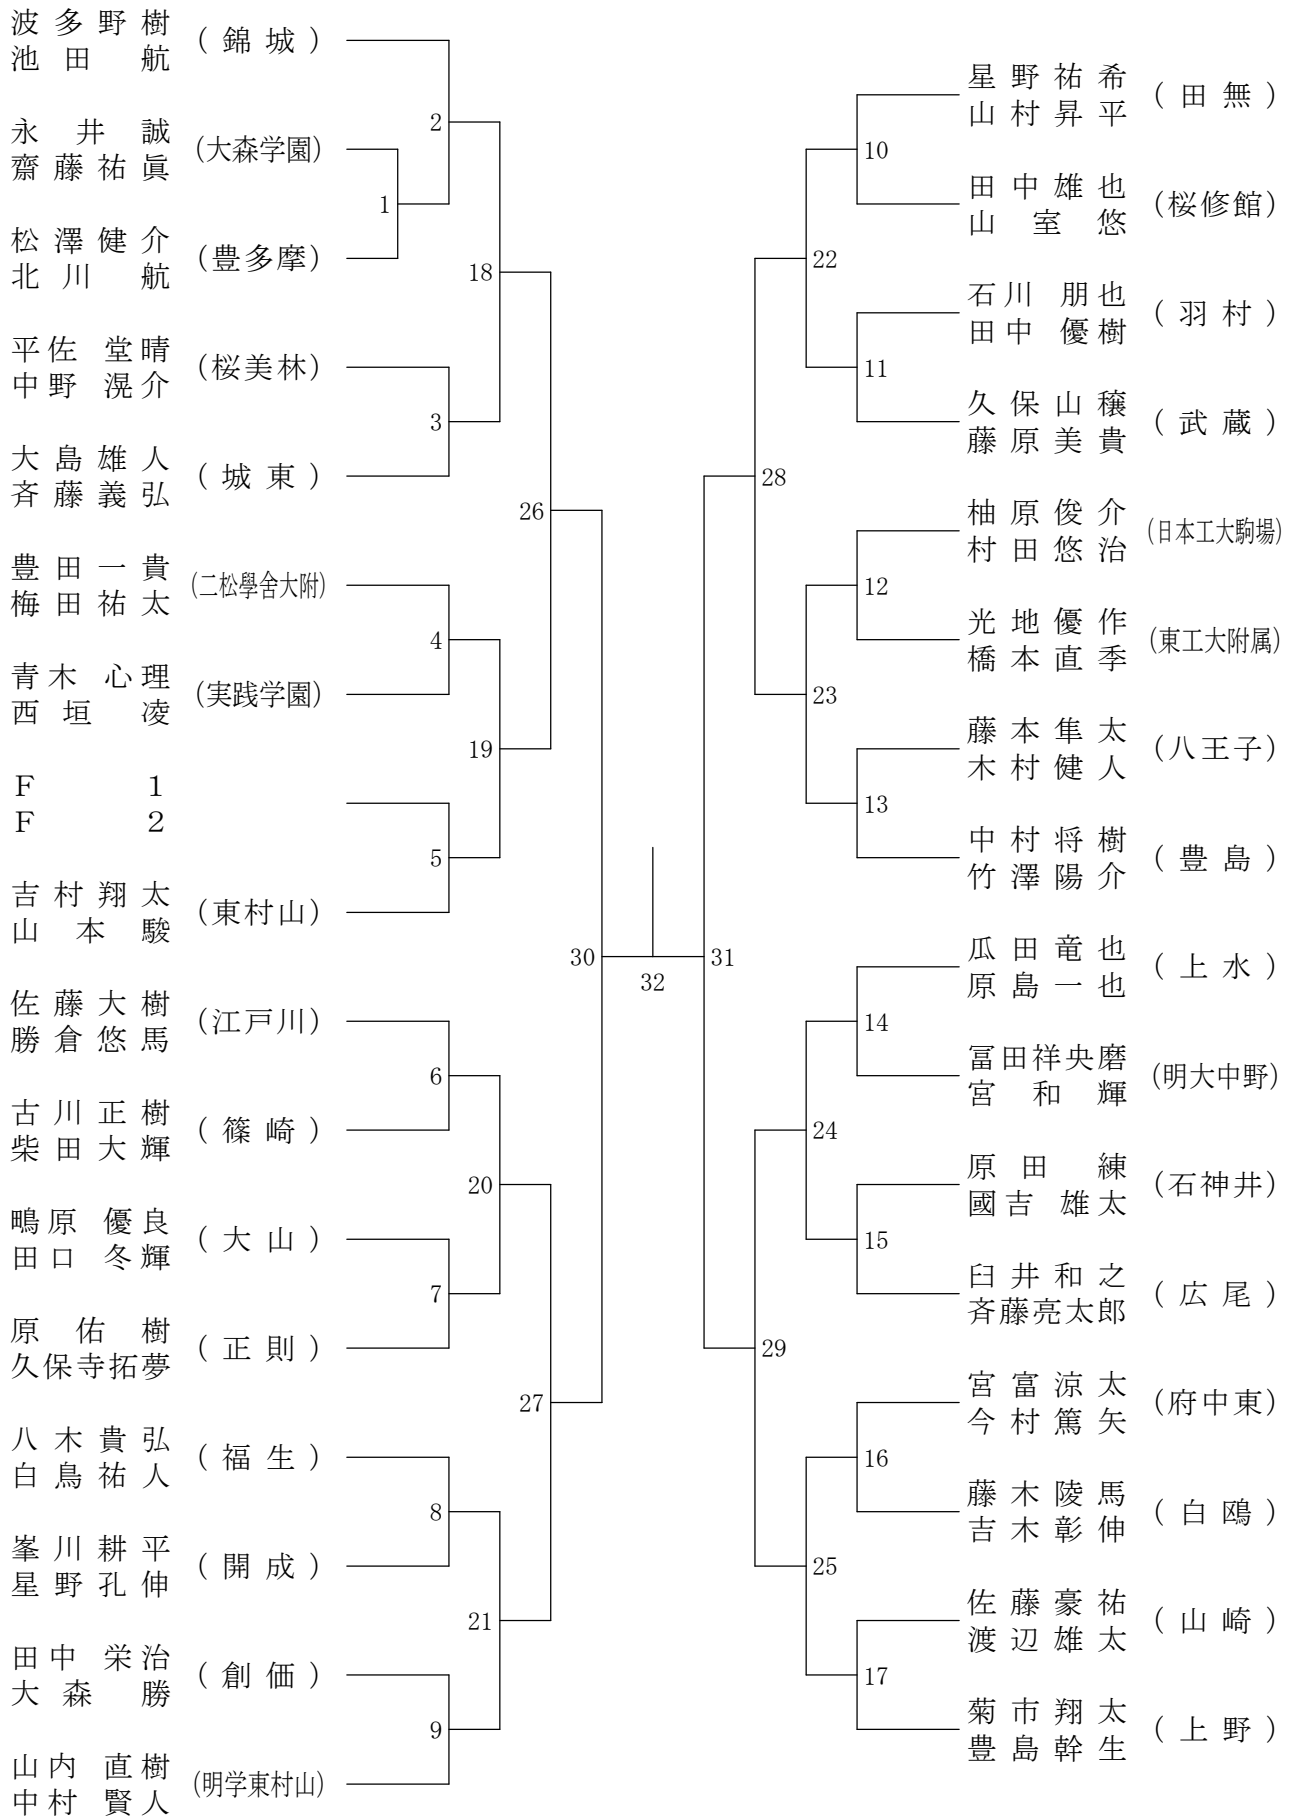 波多野樹
池田航
(錦城)
永井誠
齋藤祐眞
(大森学園)
松澤健介
北川航
(豊多摩)
平佐堂晴
中野滉介
(桜美林)
大島雄人
斉藤義弘
(城東)
豊田一貴
梅田祐太
(二松學舎大附)
青木心理
西垣凌
(実践学園)
F 1
F 2
吉村翔太
山本駿
(東村山)
佐藤大樹
勝倉悠馬
(江戸川)
古川正樹
柴田大輝
(篠崎)
鴫原優良
田口冬輝
(大山)
原佑樹
久保寺拓夢
(正則)
八木貴弘
白鳥祐人
(福生)
峯川耕平
星野孔伸
(開成)
田中栄治
大森勝
(創価)
山内直樹
中村賢人
(明学東村山)
1
2
3
4
5
6
7
8
9
18
19
20
21
26
27
30
32
31
28
29
22
23
24
25
10
11
12
13
14
15
16
17
星野祐希
山村昇平
(田無)
田中雄也
山室悠
(桜修館)
石川朋也
田中優樹
(羽村)
久保山穣
藤原美貴
(武蔵)
柚原俊介
村田悠治
(日本工大駒場)
光地優作
橋本直季
(東工大附属)
藤本隼太
木村健人
(八王子)
中村将樹
竹澤陽介
(豊島)
瓜田竜也
原島一也
(上水)
冨田祥央磨
宮和輝
(明大中野)
原田練
國吉雄太
(石神井)
臼井和之
斉藤亮太郎
(広尾)
宮富涼太
今村篤矢
(府中東)
藤木陵馬
吉木彰伸
(白鴎)
佐藤豪祐
渡辺雄太
(山崎)
菊市翔太
豊島幹生
(上野)